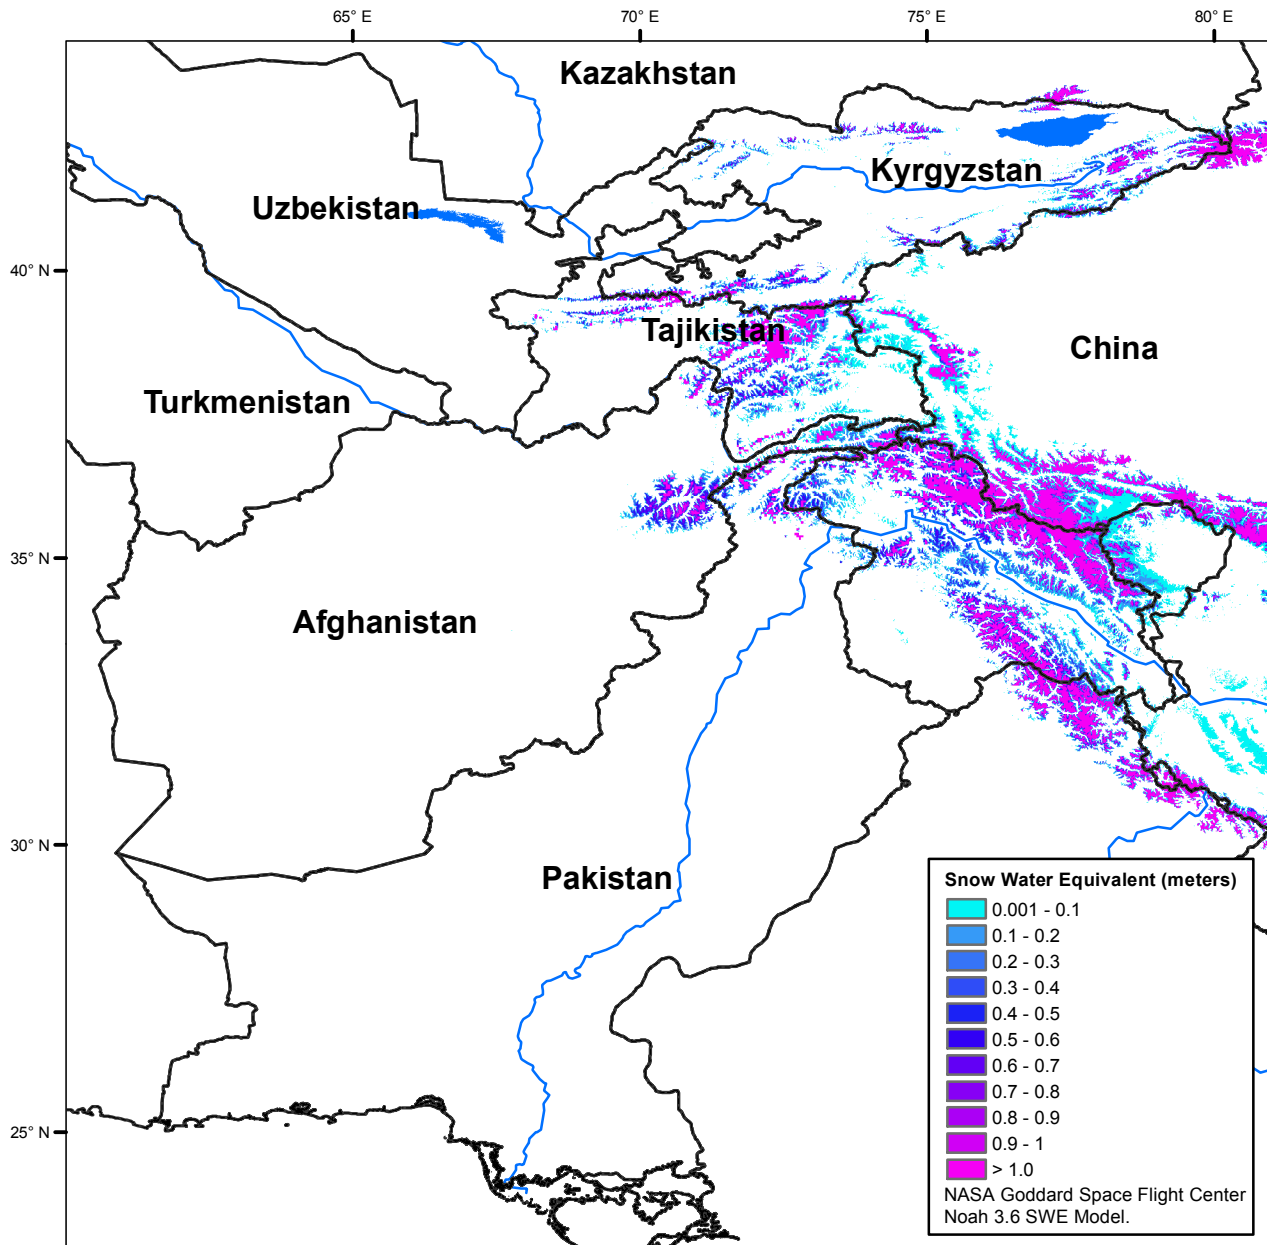 65° E
70° E
75° E
80° E
Kazakhstan
Kyrgyzstan
Uzbekistan
40° N
Tajikistan
China
Turkmenistan
35° N
Afghanistan
30° N
Pakistan
25° N
Snow Water Equivalent (meters)
0.001 - 0.1
0.1 - 0.2
0.2 - 0.3
0.3 - 0.4
0.4 - 0.5
0.5 - 0.6
0.6 - 0.7
0.7 - 0.8
0.8 - 0.9
0.9 - 1
> 1.0
NASA Goddard Space Flight Center
Noah 3.6 SWE Model.